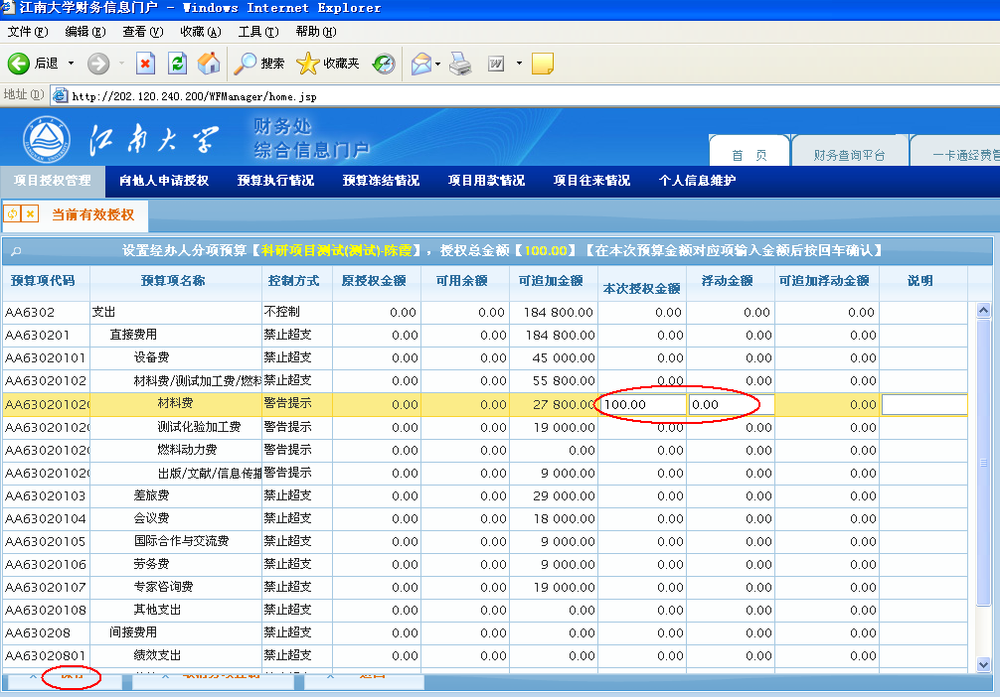 江南大学财务信息门户 - Windows Internet Explorer
文件(F) 编辑(E) 查看(V) 收藏(A) 工具(T) 帮助(H)
后退 搜索 收藏夹
地址(D) http://202.120.240.200/WFManager/home.jsp
江南大学 财务处
综合信息门户
首 页 财务查询平台 一卡通经费管
项目授权管理 向他人申请授权 预算执行情况 预算冻结情况 项目用款情况 项目往来情况 个人信息维护
当前有效授权
设置经办人分项预算【科研项目测试(测试)-陈霞】，授权总金额【100.00】【在本次预算金额对应项输入金额后按回车确认】
预算项代码 预算项名称 控制方式 原授权金额 可用余额 可追加金额 本次授权金额 浮动金额 可追加浮动金额 说明
AA6302 支出 不控制 0.00 0.00 184 800.00 0.00 0.00 0.00
AA630201 直接费用 禁止超支 0.00 0.00 184 800.00 0.00 0.00 0.00
AA63020101 设备费 禁止超支 0.00 0.00 45 000.00 0.00 0.00 0.00
AA63020102 材料费/测试加工费/燃料 禁止超支 0.00 0.00 55 800.00 0.00 0.00 0.00
AA630201020 材料费 警告提示 0.00 0.00 27 800.00 100.00 0.00 0.00
AA630201020 测试化验加工费 警告提示 0.00 0.00 19 000.00 0.00 0.00 0.00
AA630201020 燃料动力费 警告提示 0.00 0.00 0.00 0.00 0.00 0.00
AA630201020 出版/文献/信息传播 警告提示 0.00 0.00 9 000.00 0.00 0.00 0.00
AA63020103 差旅费 禁止超支 0.00 0.00 29 000.00 0.00 0.00 0.00
AA63020104 会议费 禁止超支 0.00 0.00 18 000.00 0.00 0.00 0.00
AA63020105 国际合作与交流费 禁止超支 0.00 0.00 9 000.00 0.00 0.00 0.00
AA63020106 劳务费 禁止超支 0.00 0.00 9 000.00 0.00 0.00 0.00
AA63020107 专家咨询费 禁止超支 0.00 0.00 19 000.00 0.00 0.00 0.00
AA63020108 其他支出 禁止超支 0.00 0.00 0.00 0.00 0.00 0.00
AA630208 间接费用 禁止超支 0.00 0.00 0.00 0.00 0.00 0.00
AA63020801 绩效支出 禁止超支 0.00 0.00 0.00 0.00 0.00 0.00
保存 返回